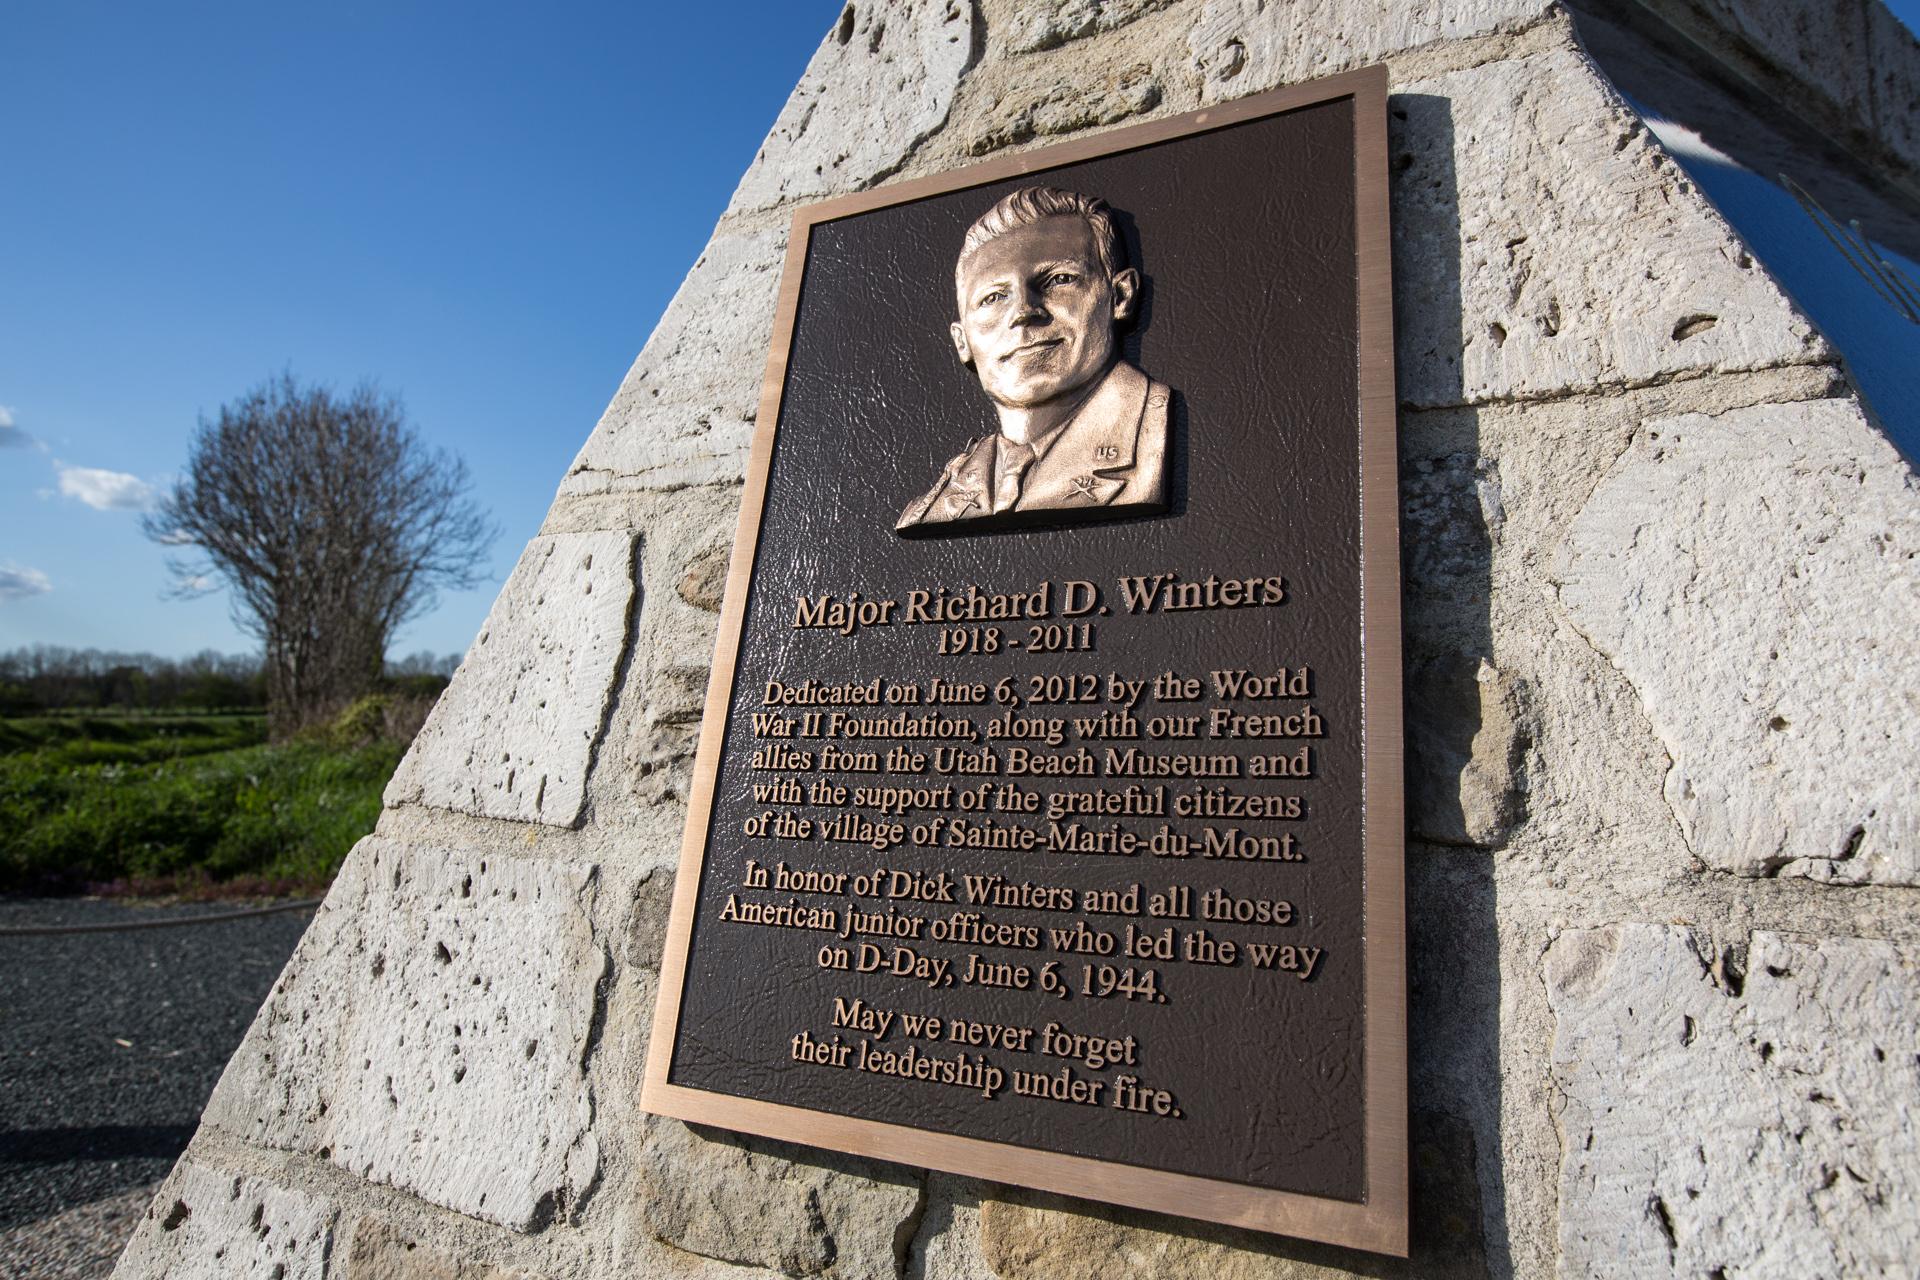 US
Major Richard D. Winters
1918 - 2011
Dedicated on June 6, 2012 by the World
War II Foundation, along with our French
allies from the Utah Beach Museum and
with the support of the grateful citizens
of the village of Sainte-Marie-du-Mont.
In honor of Dick Winters and all those
American junior officers who led the way
on D-Day, June 6, 1944.
May we never forget
their leadership under fire.